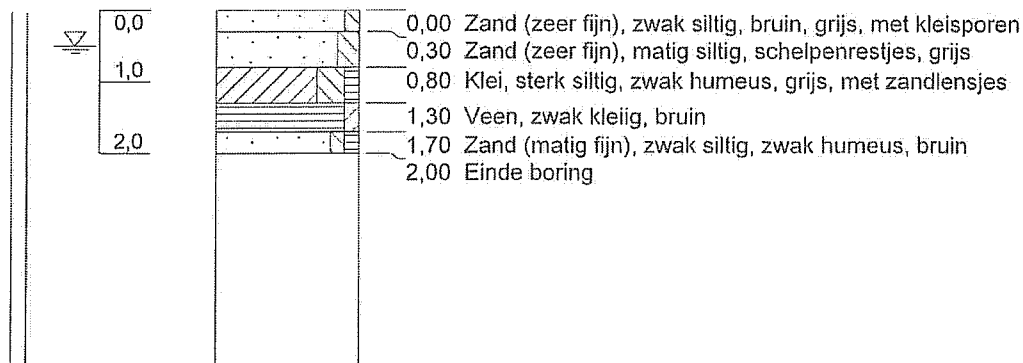 0,0
1,0
2,0
0,00 Zand (zeer fijn), zwak siltig, bruin, grijs, met kleisporen
0,30 Zand (zeer fijn), matig siltig, schelpenrestjes, grijs
0,80 Klei, sterk siltig, zwak humeus, grijs, met zandlensjes
1,30 Veen, zwak kleiig, bruin
1,70 Zand (matig fijn), zwak siltig, zwak humeus, bruin
2,00 Einde boring